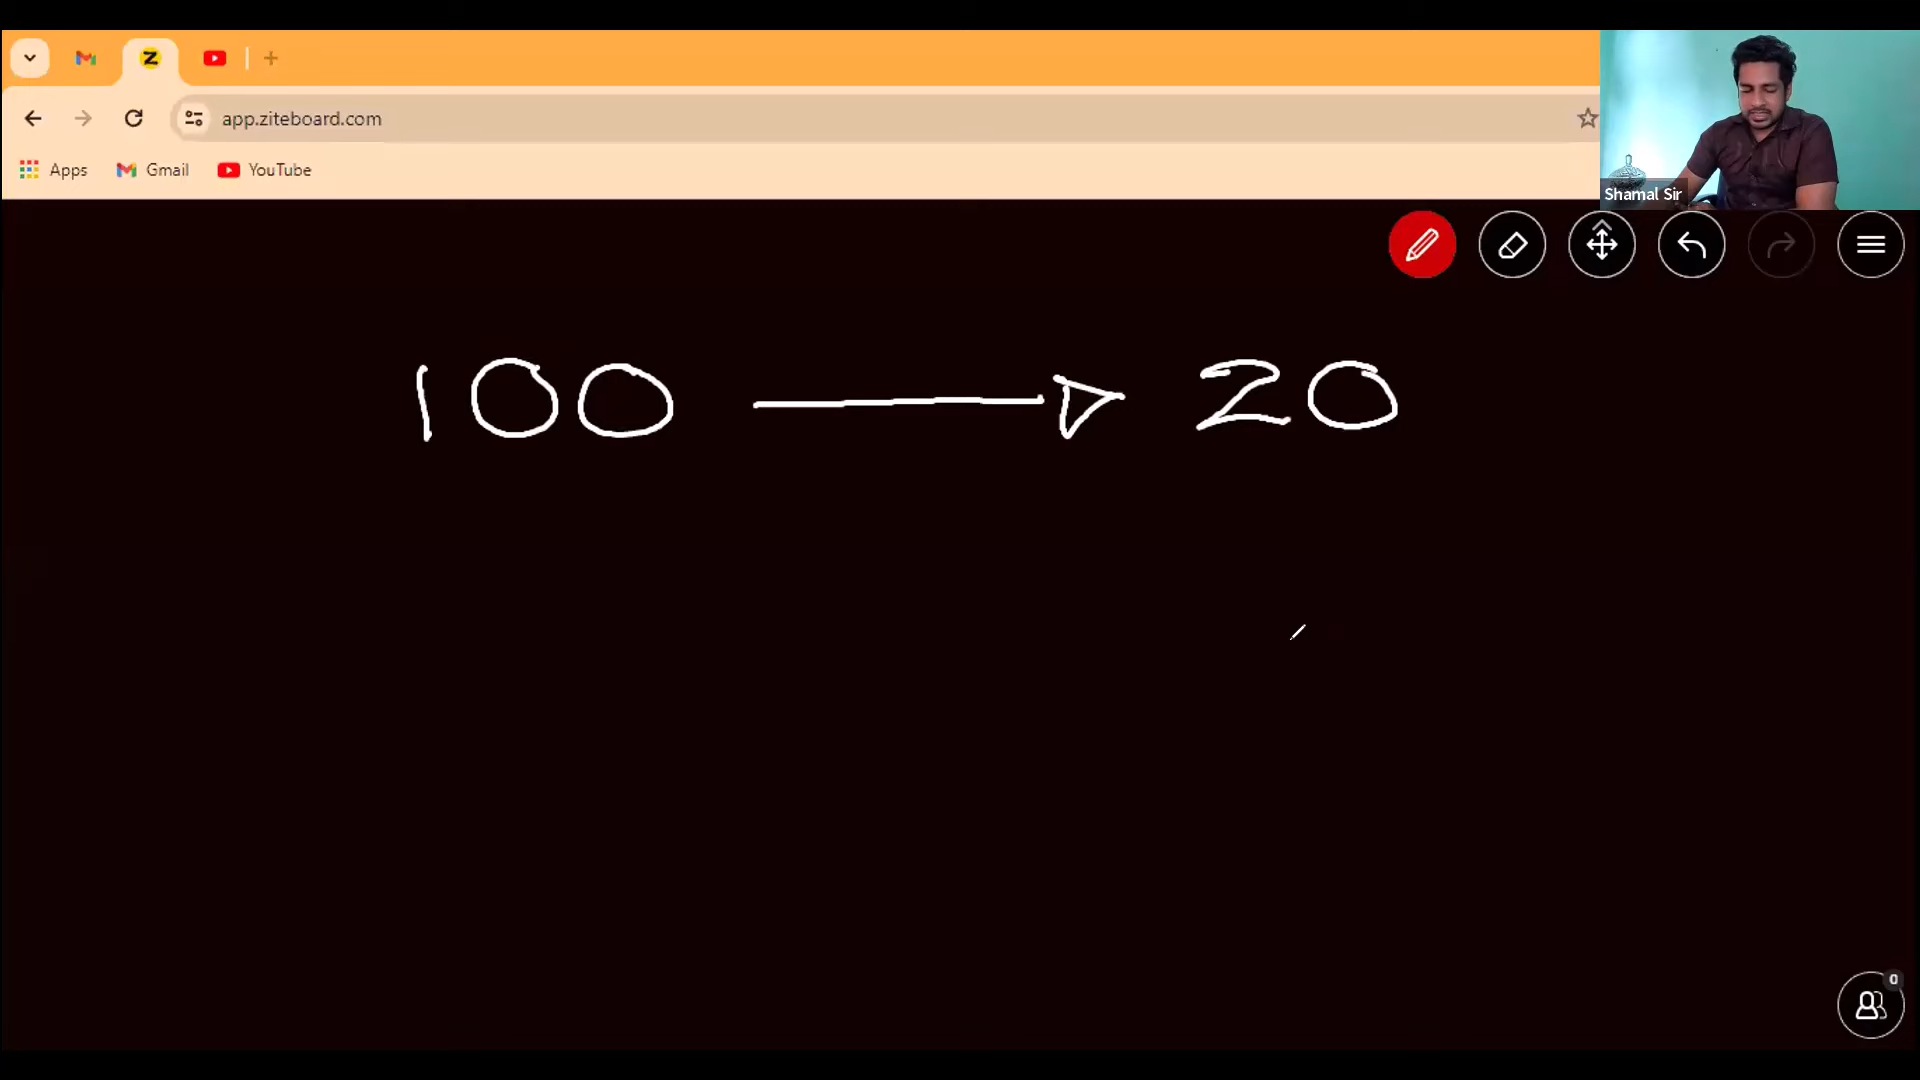 app.ziteboard.com
Apps Gmail YouTube
Shamal Sir
100 → 20
0